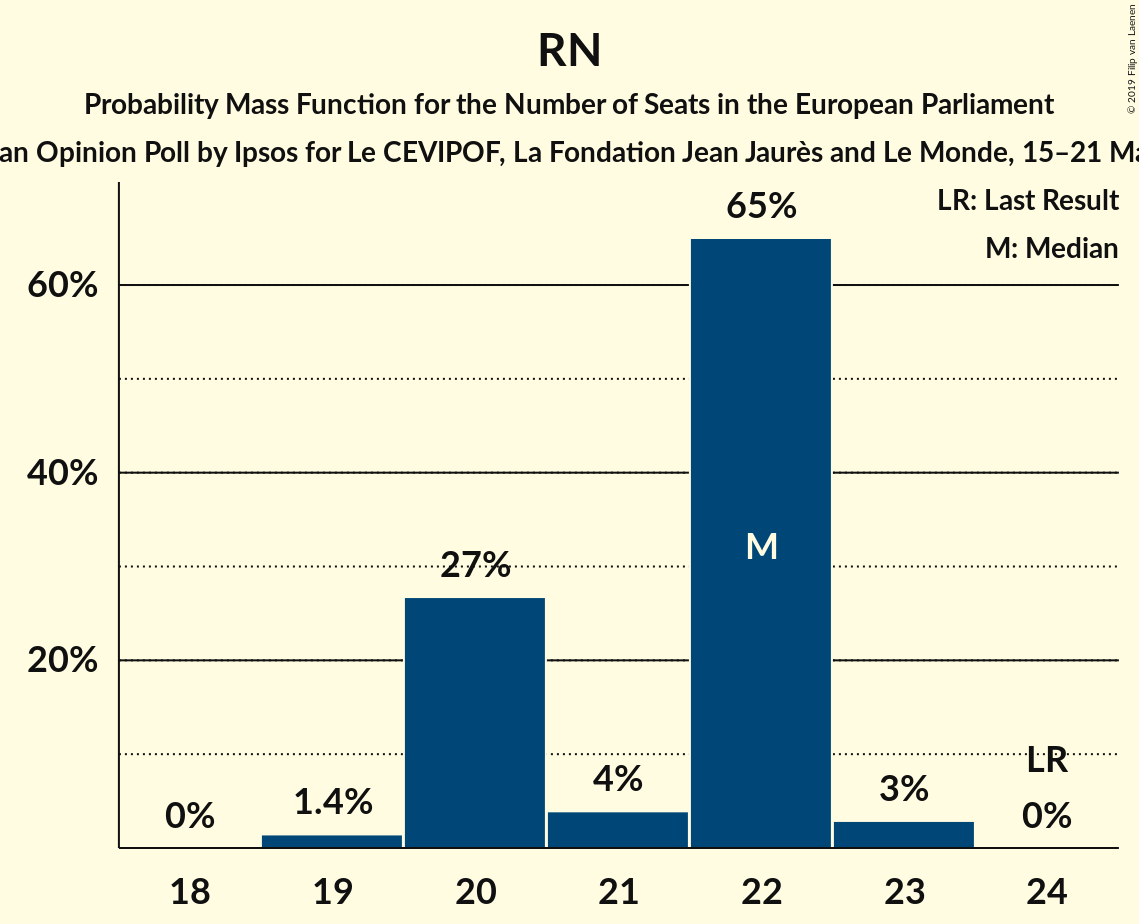 RN
Probability Mass Function for the Number of Seats in the European Parliament
an Opinion Poll by Ipsos for Le CEVIPOF, La Fondation Jean Jaurès and Le Monde, 15–21 Ma
© 2019 Filip van Laenen
LR: Last Result
M: Median
65%
60%
40%
M
27%
20%
LR
4%
3%
1.4%
0%
0%
18 19 20 21 22 23 24